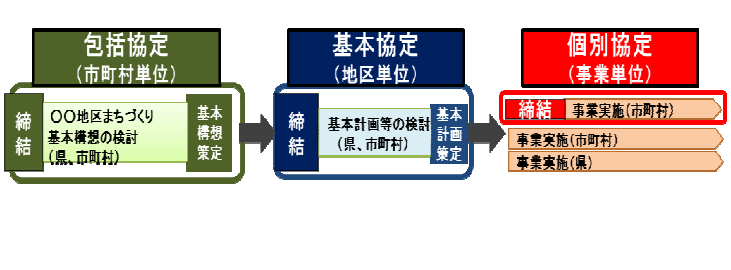 包括協定
(市町村単位)
締結
〇〇地区まちづくり
基本構想の検討
(県、市町村)
基本構想策定
基本協定
(地区単位)
締結
基本計画等の検討
(県、市町村)
基本計画策定
個別協定
(事業単位)
締結
事業実施(市町村)
事業実施(市町村)
事業実施(県)